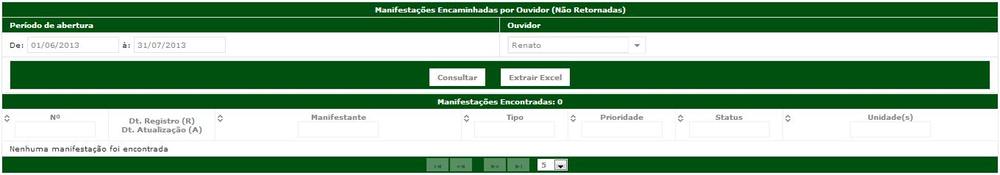 Manifestações Encaminhadas por Ouvidor (Não Retornadas)
Período de abertura Ouvidor
De: 01/06/2013 à: 31/07/2013 Renato
Consultar Extrair Excel
Manifestações Encontradas: 0
Nº Dt. Registro (R) Manifestante Tipo Prioridade Status Unidade(s)
Dt. Atualização (A)
Nenhuma manifestação foi encontrada
5